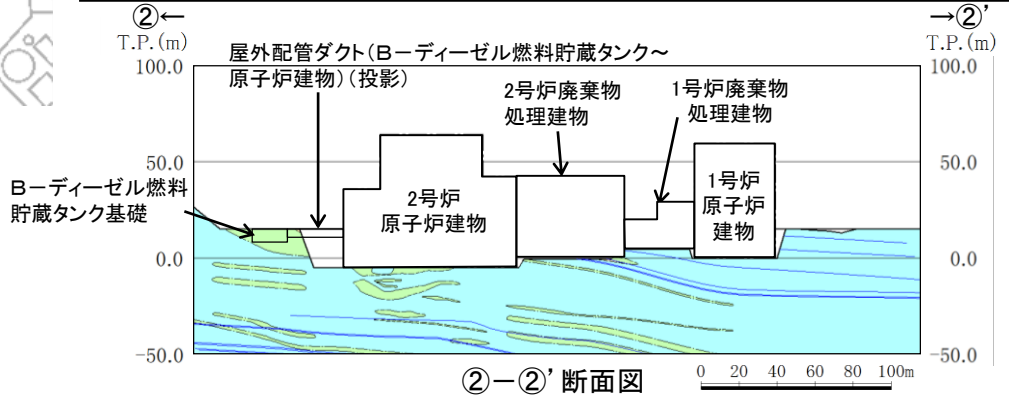 ②←
→②'
T.P.(m)
T.P.(m)
屋外配管ダクト(B－ディーゼル燃料貯蔵タンク～
原子炉建物)(投影)
100.0
100.0
2号炉廃棄物
処理建物
1号炉廃棄物
処理建物
50.0
50.0
B－ディーゼル燃料
貯蔵タンク基礎
2号炉
原子炉建物
1号炉
原子炉
建物
0.0
0.0
-50.0
-50.0
②－②'断面図
0 20 40 60 80 100m